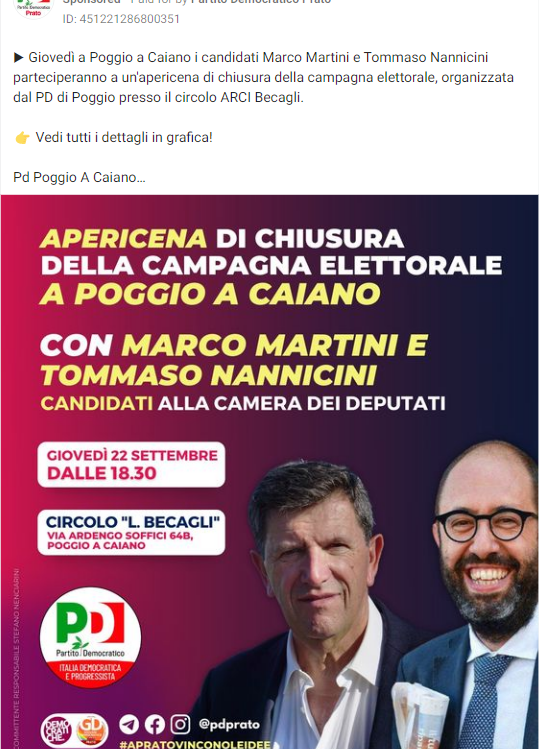 Sponsored • Paid for by Partito Democratico Prato
Partito Democratico
Prato
ID: 451221286800351
▶ Giovedì a Poggio a Caiano i candidati Marco Martini e Tommaso Nannicini
parteciperanno a un'apericena di chiusura della campagna elettorale, organizzata
dal PD di Poggio presso il circolo ARCI Becagli.
👉 Vedi tutti i dettagli in grafica!
Pd Poggio A Caiano...
APERICENA DI CHIUSURA
DELLA CAMPAGNA ELETTORALE
A POGGIO A CAIANO
CON MARCO MARTINI E
TOMMASO NANNICINI
CANDIDATI ALLA CAMERA DEI DEPUTATI
GIOVEDÌ 22 SETTEMBRE
DALLE 18.30
CIRCOLO "L. BECAGLI"
VIA ARDENGO SOFFICI 64B,
POGGIO A CAIANO
COMMITTENTE RESPONSABILE STEFANO NENCIARINI
PD
Partito Democratico
ITALIA DEMOCRATICA
E PROGRESSISTA
DEMO
CRATI
CHE
GD
@pdprato
#APRATOVINCONOLEIDEE